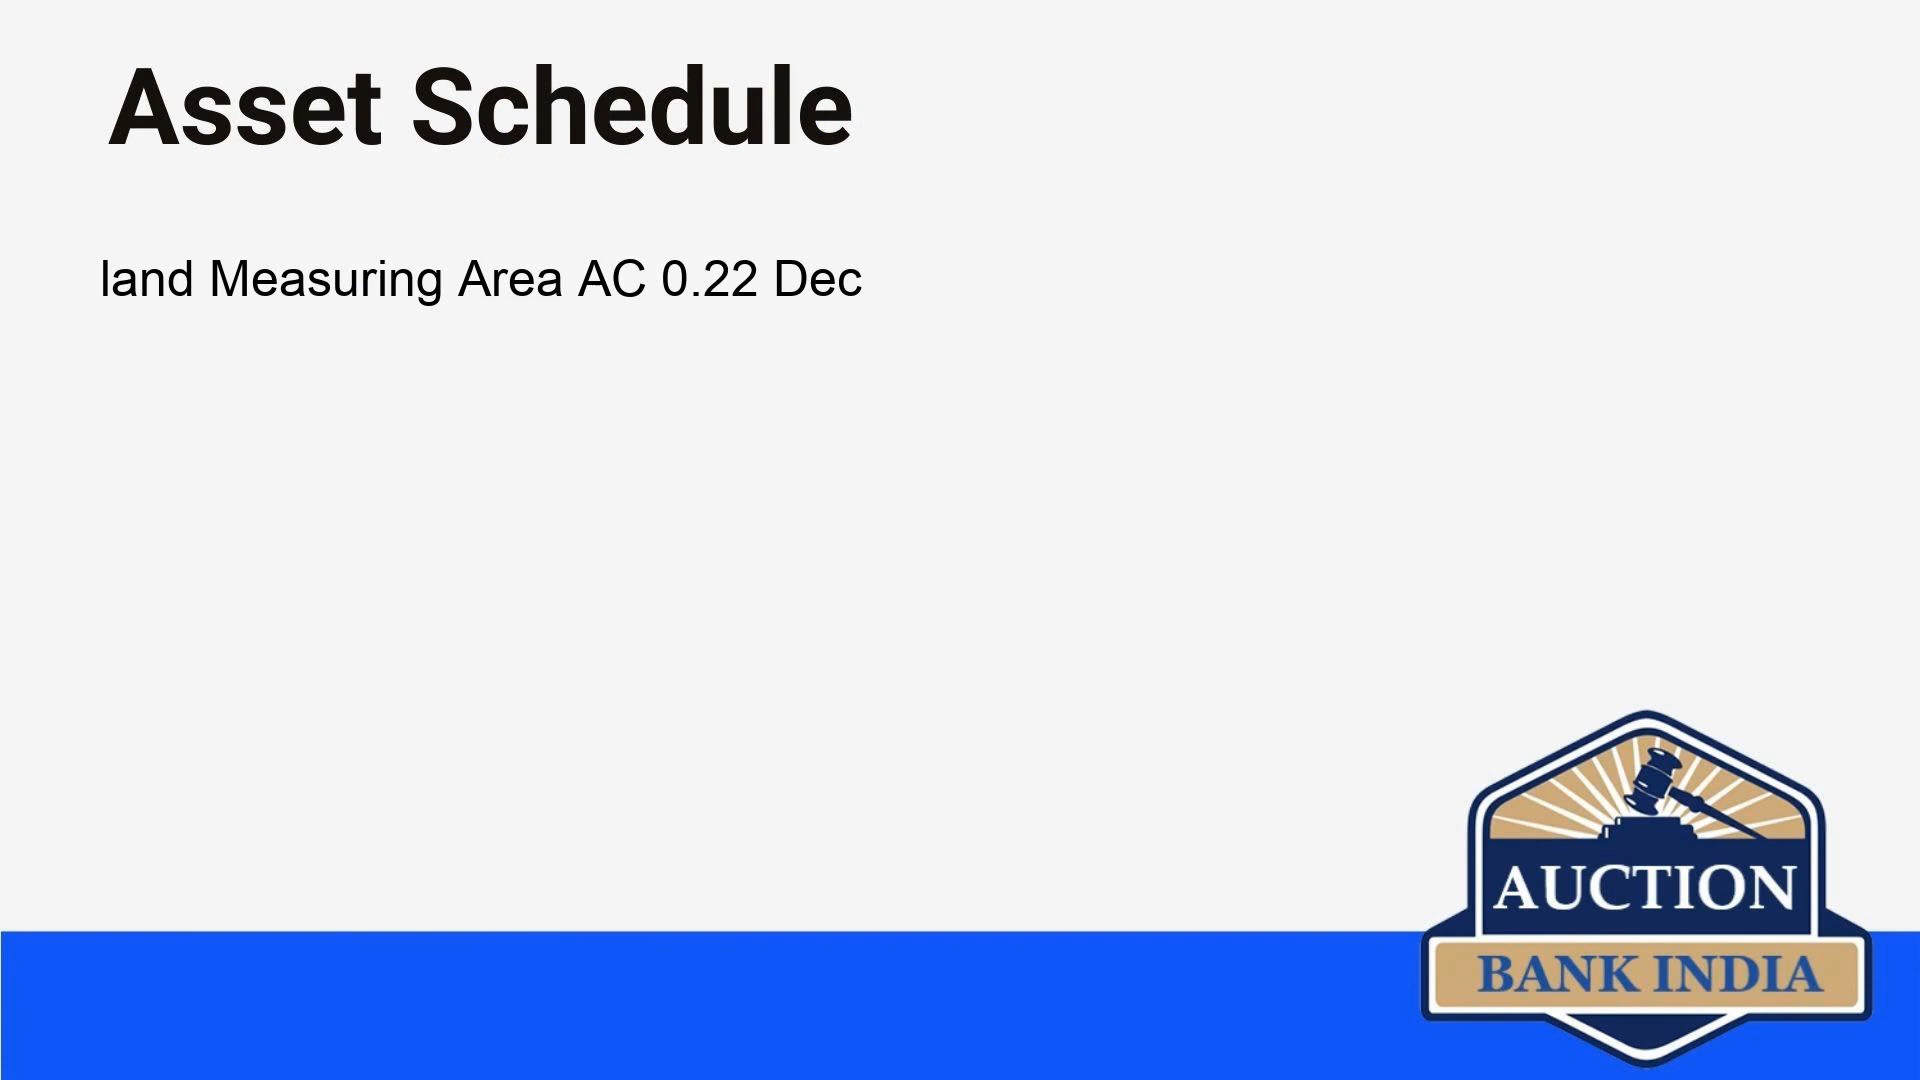 Asset Schedule
land Measuring Area AC 0.22 Dec
AUCTION
BANK INDIA